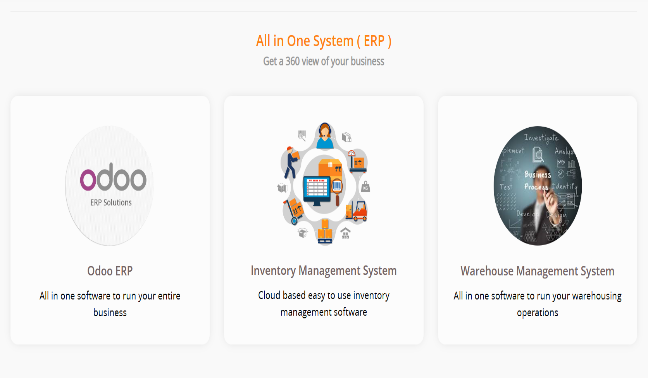 All in One System ( ERP )
Get a 360 view of your business
odoo
ERP Solutions
Odoo ERP
All in one software to run your entire
business
Inventory Management System
Cloud based easy to use inventory
management software
Investigate
Analy
Business
Process
Identify
Test
Warehouse Management System
All in one software to run your warehousing
operations